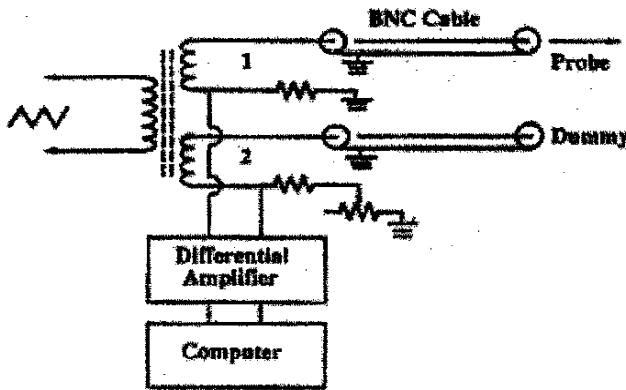 BNC Cable
1
Probe
2
Dummy
Differential
Amplifier
Computer